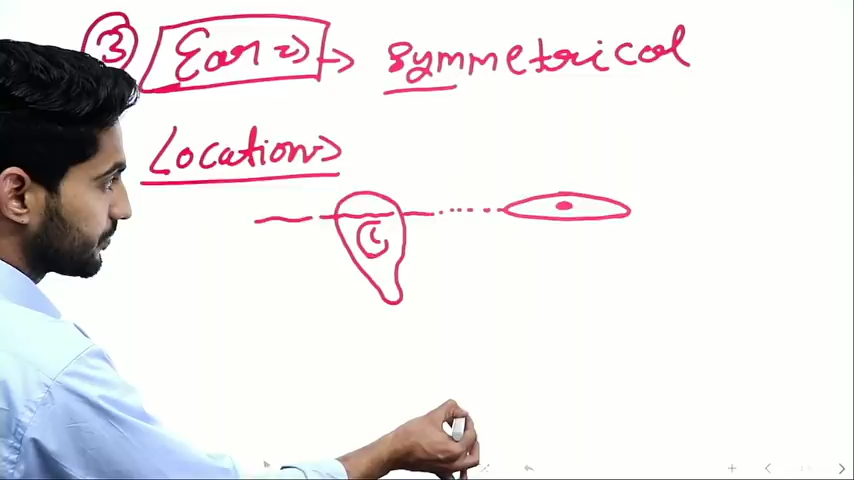 3 Ear → symmetrical
Location